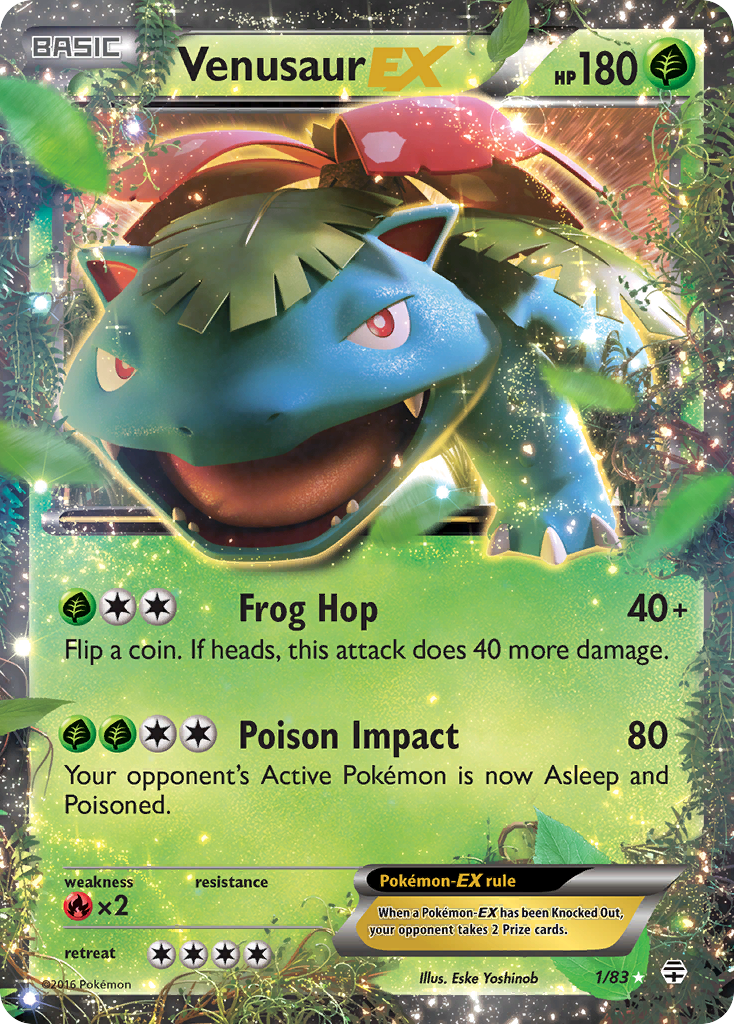 BASIC
Venusaur EX
HP 180
Frog Hop 40+
Flip a coin. If heads, this attack does 40 more damage.
Poison Impact 80
Your opponent's Active Pokémon is now Asleep and
Poisoned.
weakness resistance
×2
retreat
Pokémon-EX rule
When a Pokémon-EX has been Knocked Out,
your opponent takes 2 Prize cards.
©2016 Pokémon
Illus. Eske Yoshinob
1/83